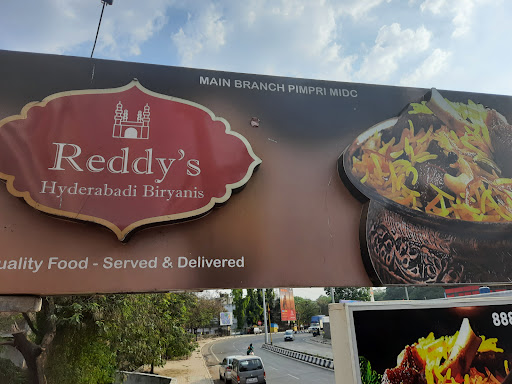 MAIN BRANCH PIMPRI MIDC
Reddy's
Hyderabadi Biryanis
uality Food - Served & Delivered
888